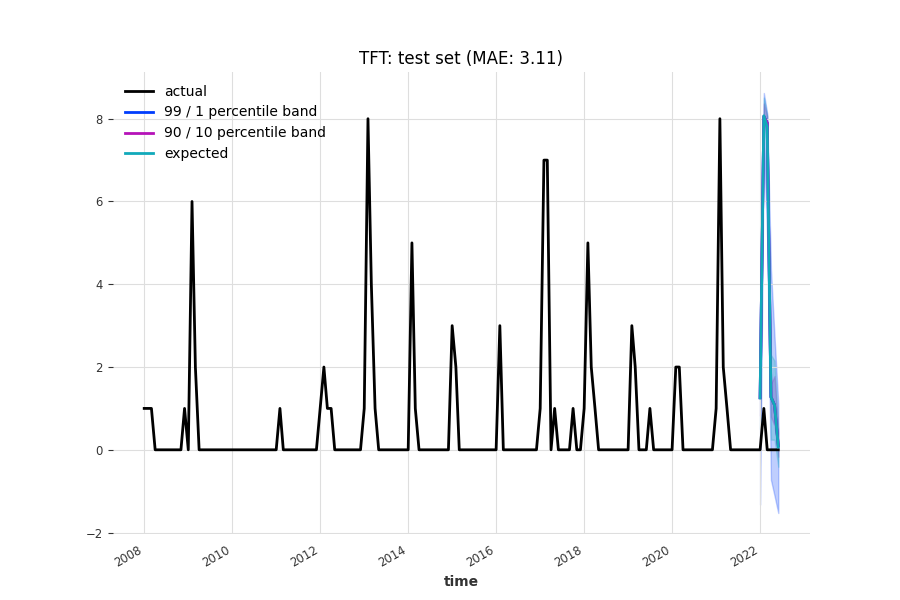 TFT: test set (MAE: 3.11)
actual
99 / 1 percentile band
90 / 10 percentile band
expected
8
6
4
2
0
−2
2008
2010
2012
2014
2016
2018
2020
2022
time